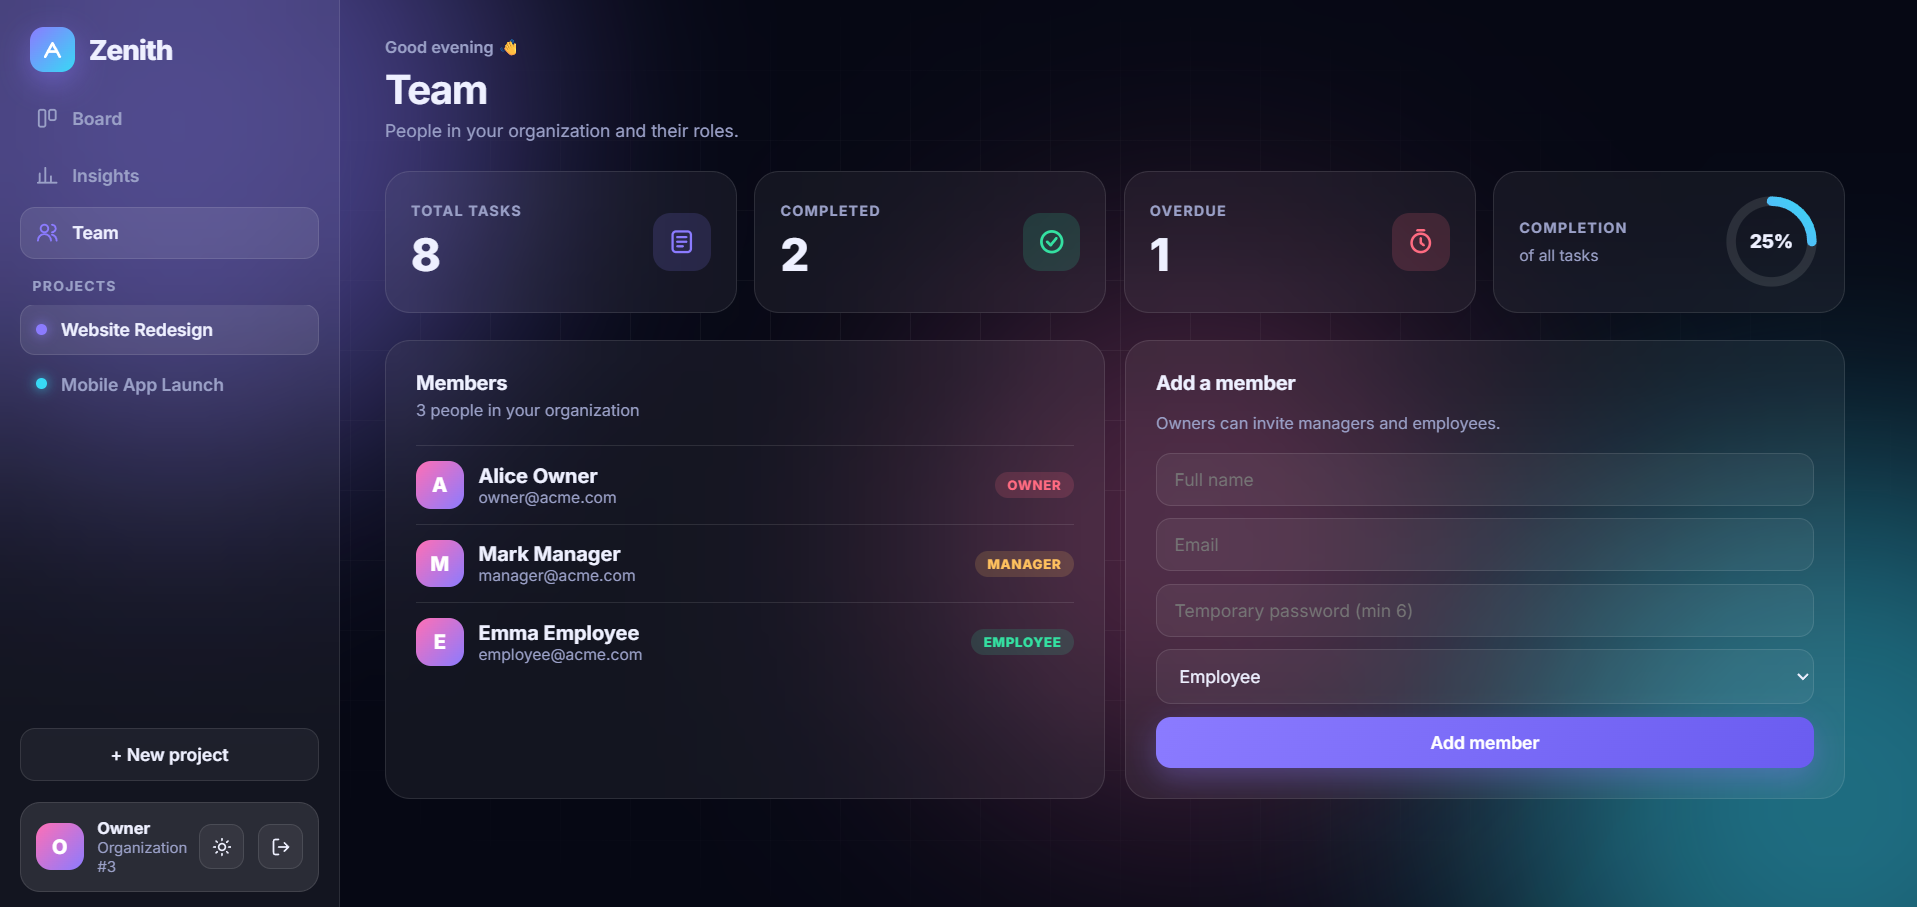 Zenith
Board
Insights
Team
PROJECTS
Website Redesign
Mobile App Launch
+ New project
O
Owner
Organization
#3
Good evening 👋
Team
People in your organization and their roles.
TOTAL TASKS
8
COMPLETED
2
OVERDUE
1
COMPLETION
of all tasks
25%
Members
3 people in your organization
A
Alice Owner
owner@acme.com
OWNER
M
Mark Manager
manager@acme.com
MANAGER
E
Emma Employee
employee@acme.com
EMPLOYEE
Add a member
Owners can invite managers and employees.
Full name
Email
Temporary password (min 6)
Employee
Add member